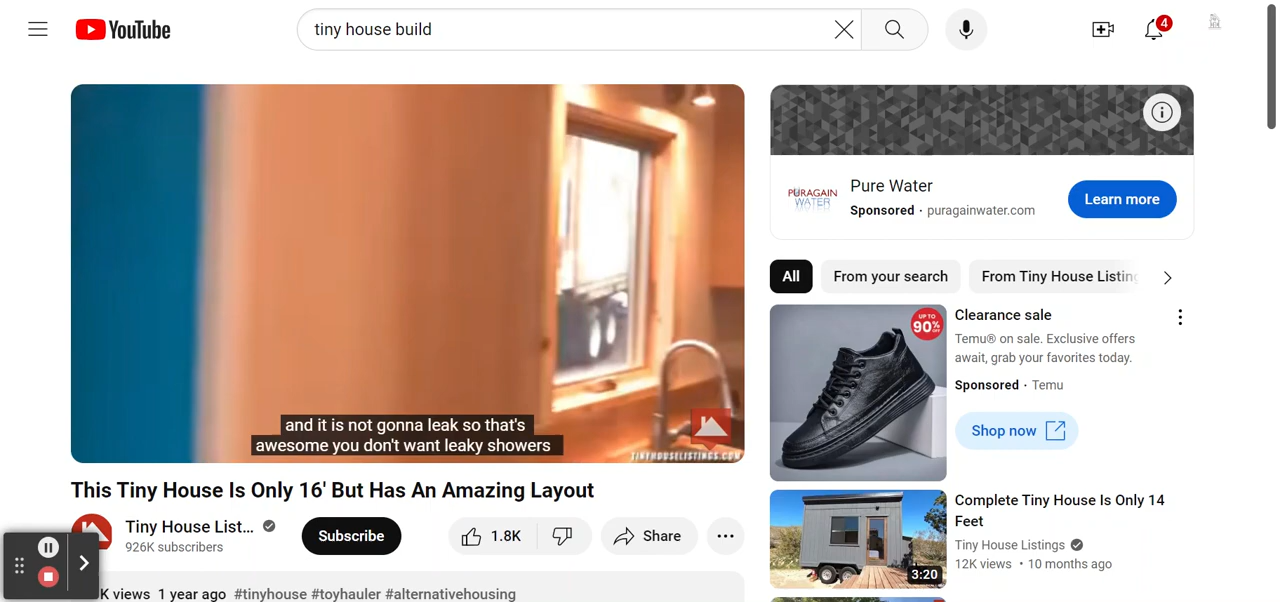 YouTube
tiny house build
4
PURAGAIN
WATER
Pure Water
Sponsored · puragainwater.com
Learn more
All
From your search
From Tiny House Listing
and it is not gonna leak so that's
awesome you don't want leaky showers
TINYHOUSELISTINGS.COM
UP TO
90%
OFF
Clearance sale
Temu® on sale. Exclusive offers
await, grab your favorites today.
Sponsored · Temu
Shop now
This Tiny House Is Only 16' But Has An Amazing Layout
Tiny House List...
926K subscribers
Subscribe
1.8K
Share
K views 1 year ago #tinyhouse #toyhauler #alternativehousing
3:20
Complete Tiny House Is Only 14
Feet
Tiny House Listings
12K views · 10 months ago